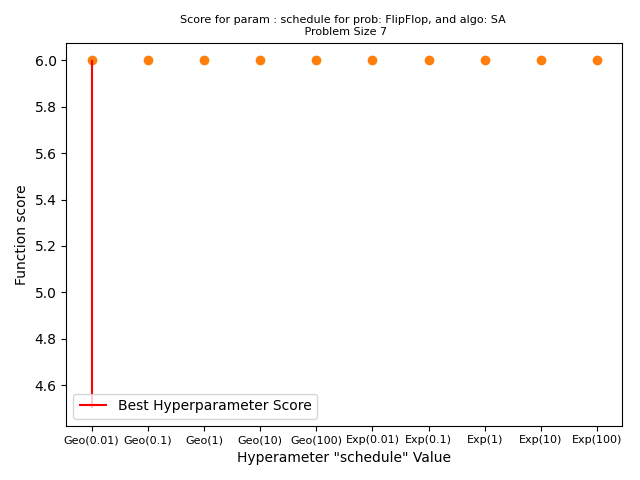 Score for param : schedule for prob: FlipFlop, and algo: SA
Problem Size 7
Function score
6.0
5.8
5.6
5.4
5.2
5.0
4.8
4.6
Best Hyperparameter Score
Geo(0.01) Geo(0.1) Geo(1) Geo(10) Geo(100) Exp(0.01) Exp(0.1) Exp(1) Exp(10) Exp(100)
Hyperameter "schedule" Value